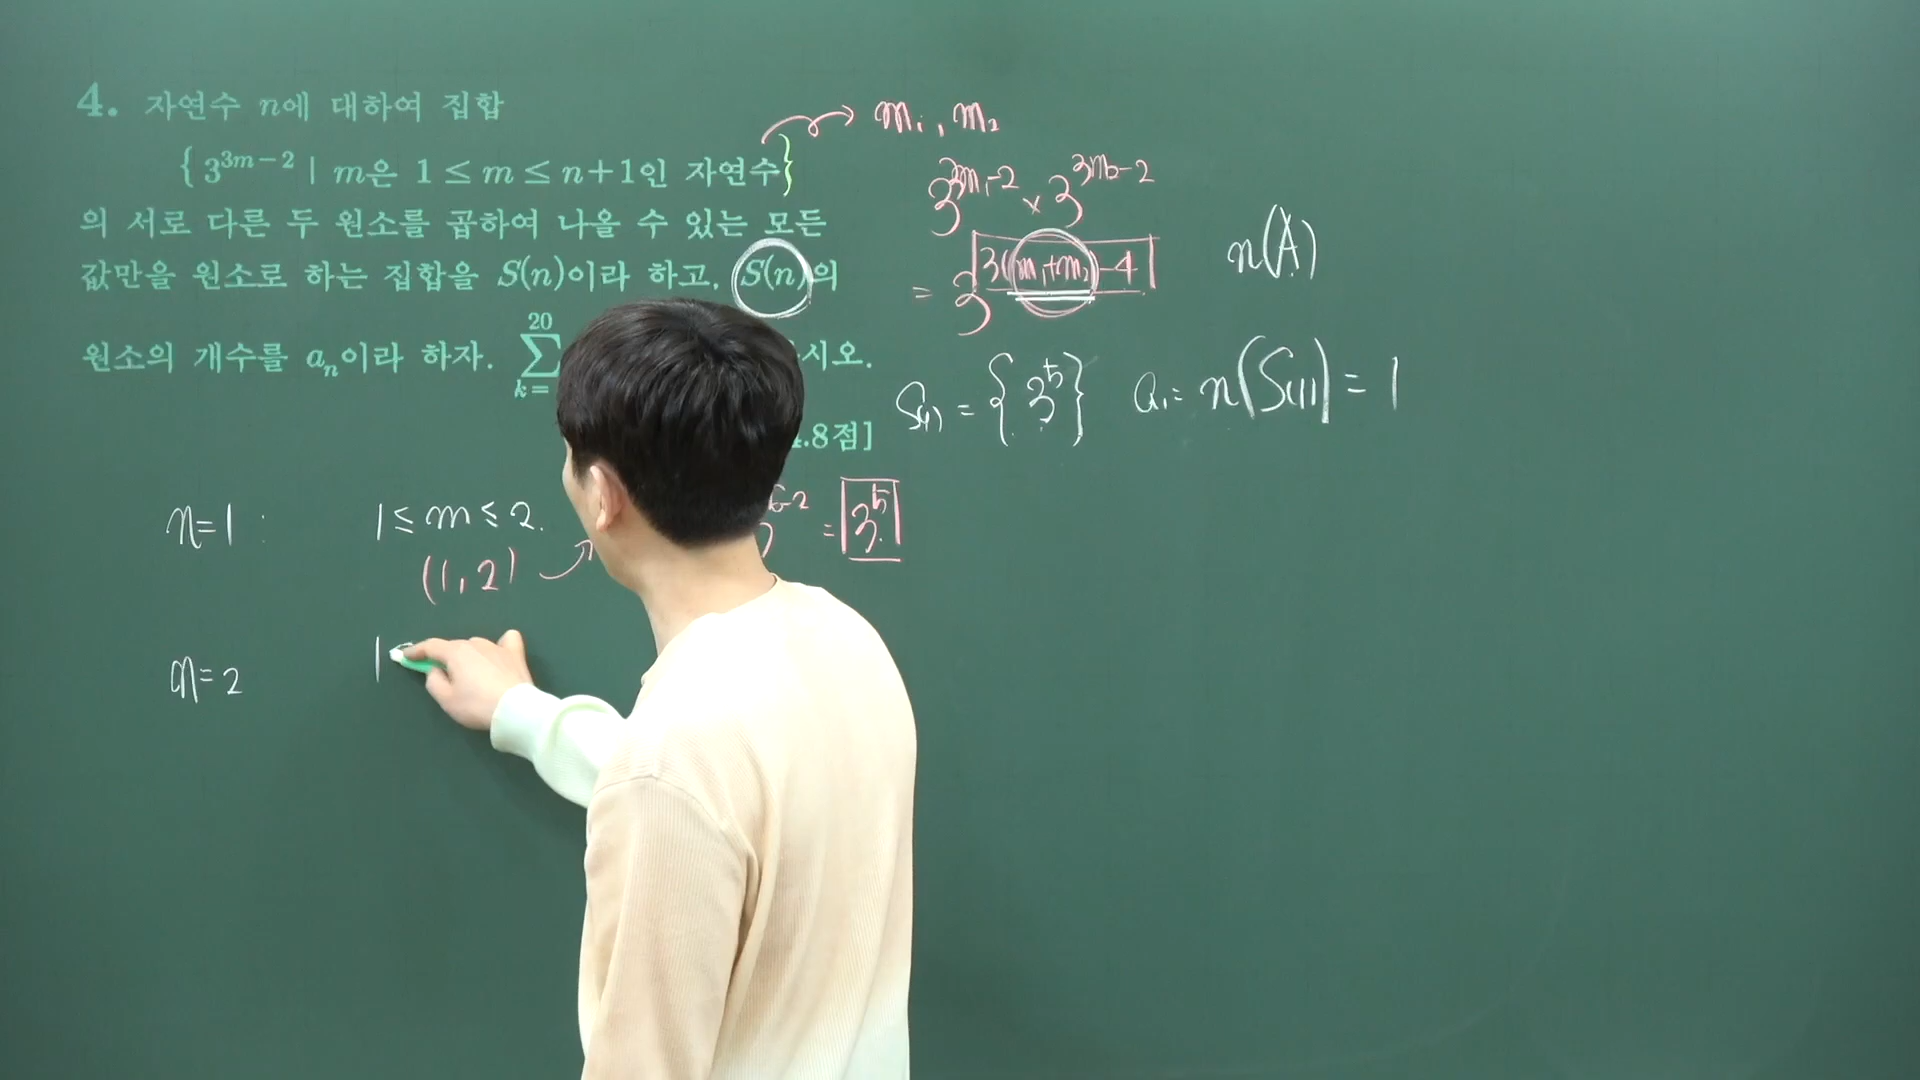 4. 자연수 n에 대하여 집합
{ 3^{3m-2} | m은 1 ≤ m ≤ n+1인 자연수}
의 서로 다른 두 원소를 곱하여 나올 수 있는 모든
값만을 원소로 하는 집합을 S(n)이라 하고, S(n)의
원소의 개수를 a_n이라 하자. \sum_{k=}^{20} 시오.
.8점]
m₁, m₂
3^{3m₁-2} × 3^{3m₂-2}
= 3^{3(m₁+m₂)-4}
n(A)
S(1) = {3^5} a₁ = n(S(1)) = 1
n=1 : 1 ≤ m ≤ 2. -2 = 3^5
(1, 2)
n=2 1